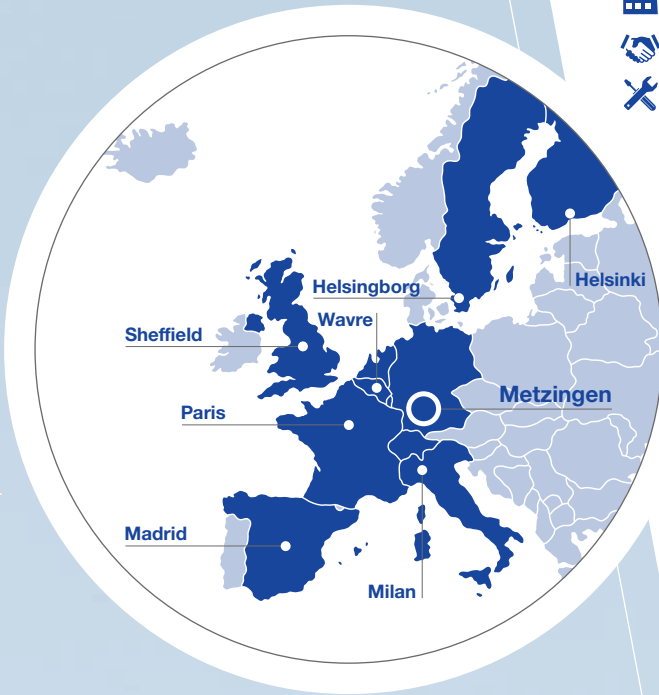 Helsingborg
Helsinki
Wavre
Sheffield
Metzingen
Paris
Madrid
Milan